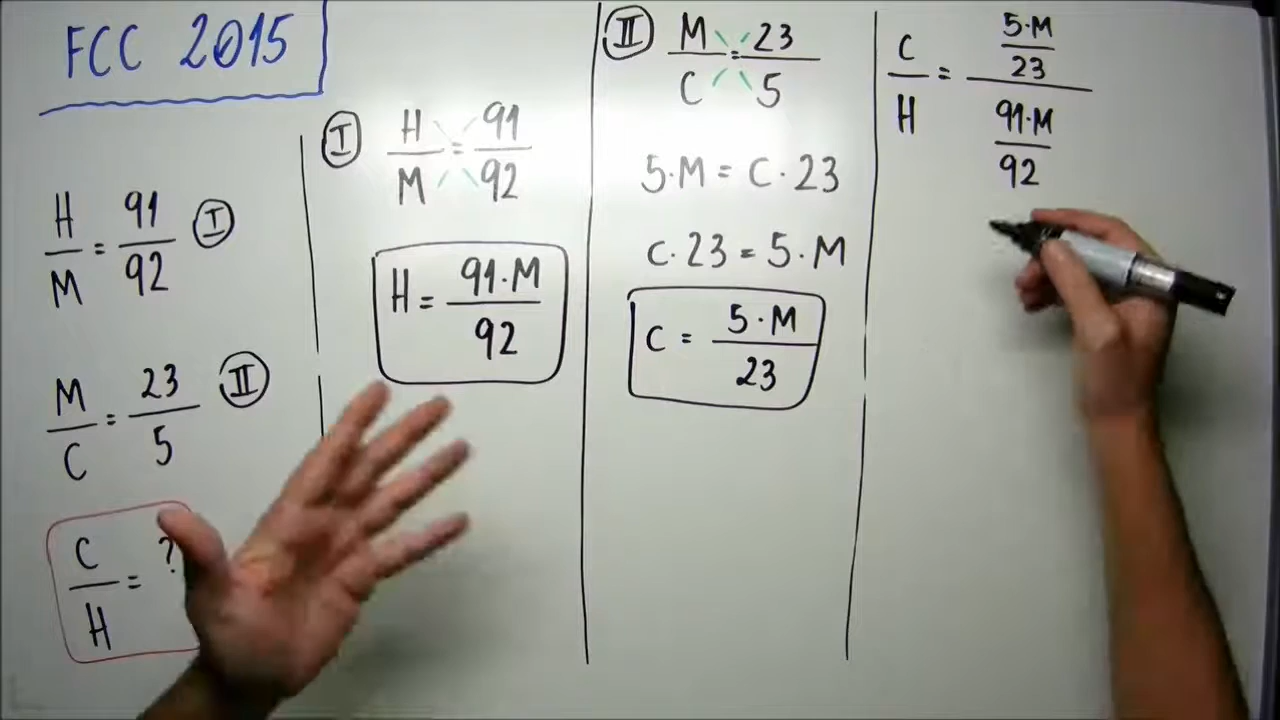 FCC 2015
H/M = 91/92 I
M/C = 23/5 II
C/H = ?
I H/M = 91/92
H = 91·M/92
II M/C = 23/5
5·M = C·23
C·23 = 5·M
C = 5·M/23
C/H = 5·M/23 / 91·M/92